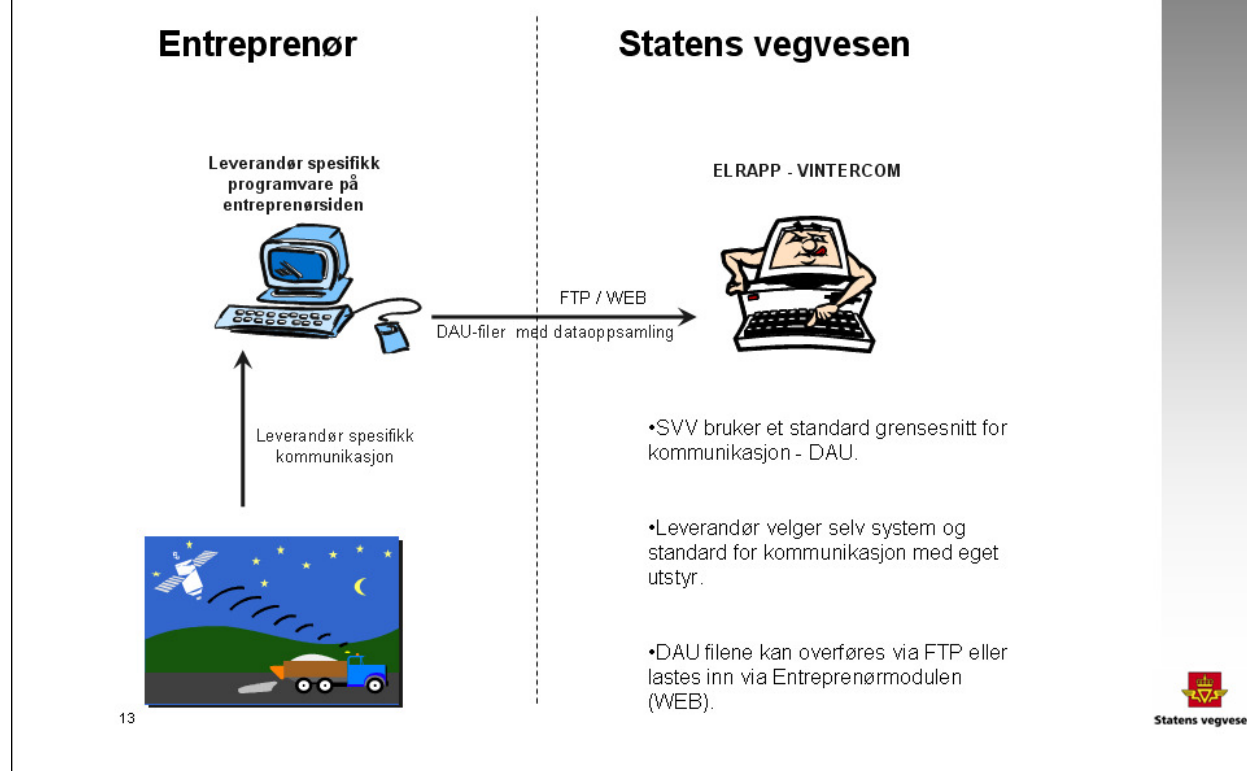 Entreprenør
Statens vegvesen
Leverandør spesifikk
programvare på
entreprenørsiden
ELRAPP - VINTERCOM
FTP / WEB
DAU-filer med dataoppsamling
Leverandør spesifikk
kommunikasjon
•SVV bruker et standard grensesnitt for
kommunikasjon - DAU.
•Leverandør velger selv system og
standard for kommunikasjon med eget
utstyr.
•DAU filene kan overføres via FTP eller
lastes inn via Entreprenørmodulen
(WEB).
13
Statens vegvese